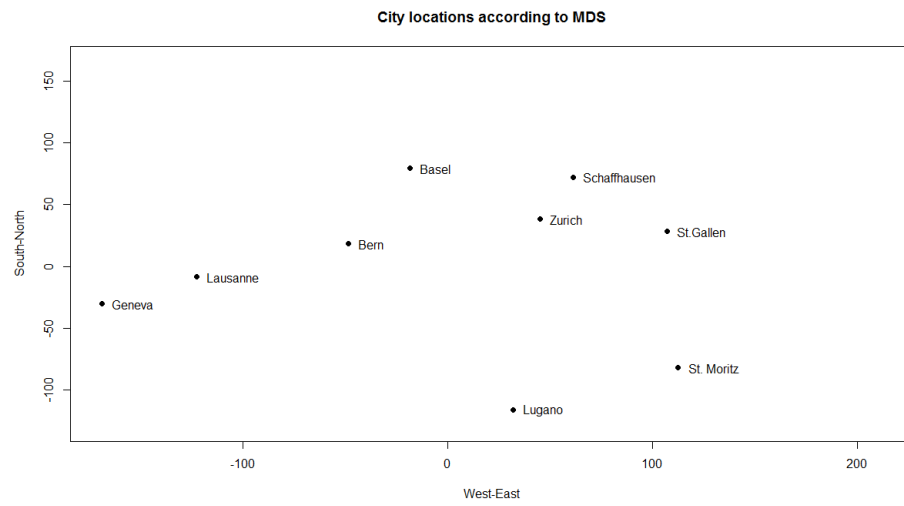 City locations according to MDS
150
100
50
0
-50
-100
South-North
Basel
Schaffhausen
Zurich
St.Gallen
Bern
Lausanne
Geneva
St. Moritz
Lugano
-100
0
100
200
West-East